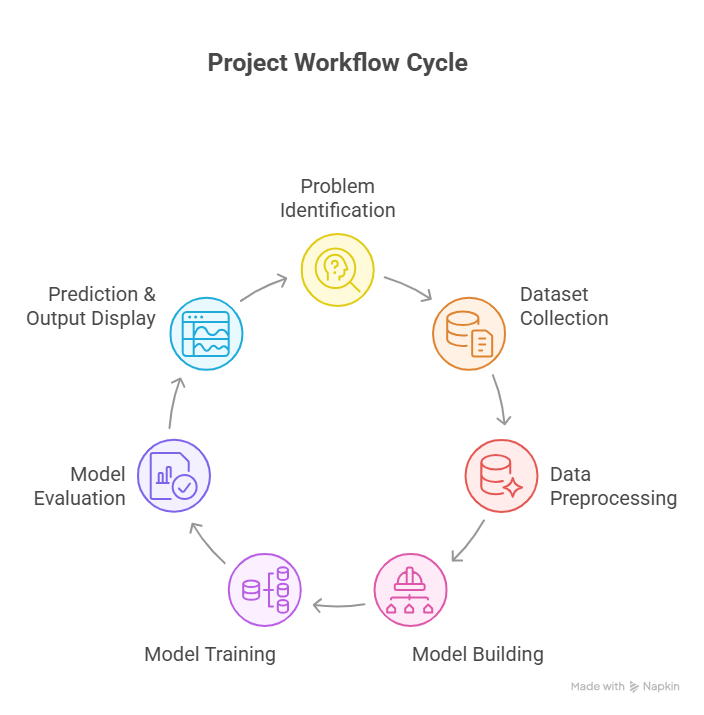 Project Workflow Cycle
Problem
Identification
Dataset
Collection
Data
Preprocessing
Model Building
Model Training
Model
Evaluation
Prediction &
Output Display
?
Made with Napkin